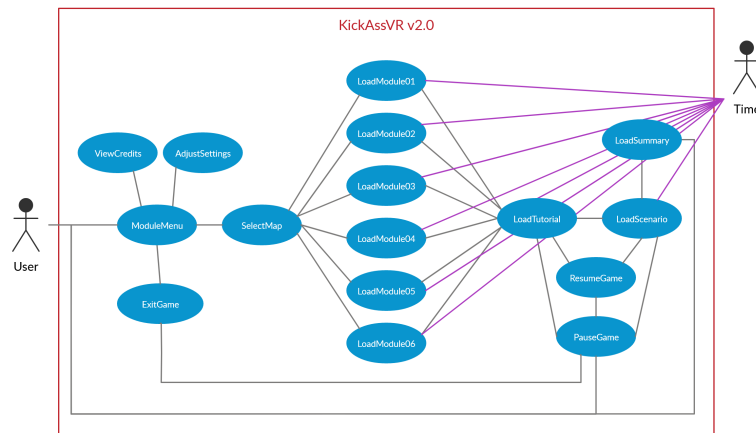 KickAssVR v2.0
LoadModule01
Time
LoadModule02
LoadSummary
ViewCredits
AdjustSettings
LoadModule03
User
ModuleMenu
SelectMap
LoadTutorial
LoadScenario
LoadModule04
ResumeGame
LoadModule05
ExitGame
PauseGame
LoadModule06